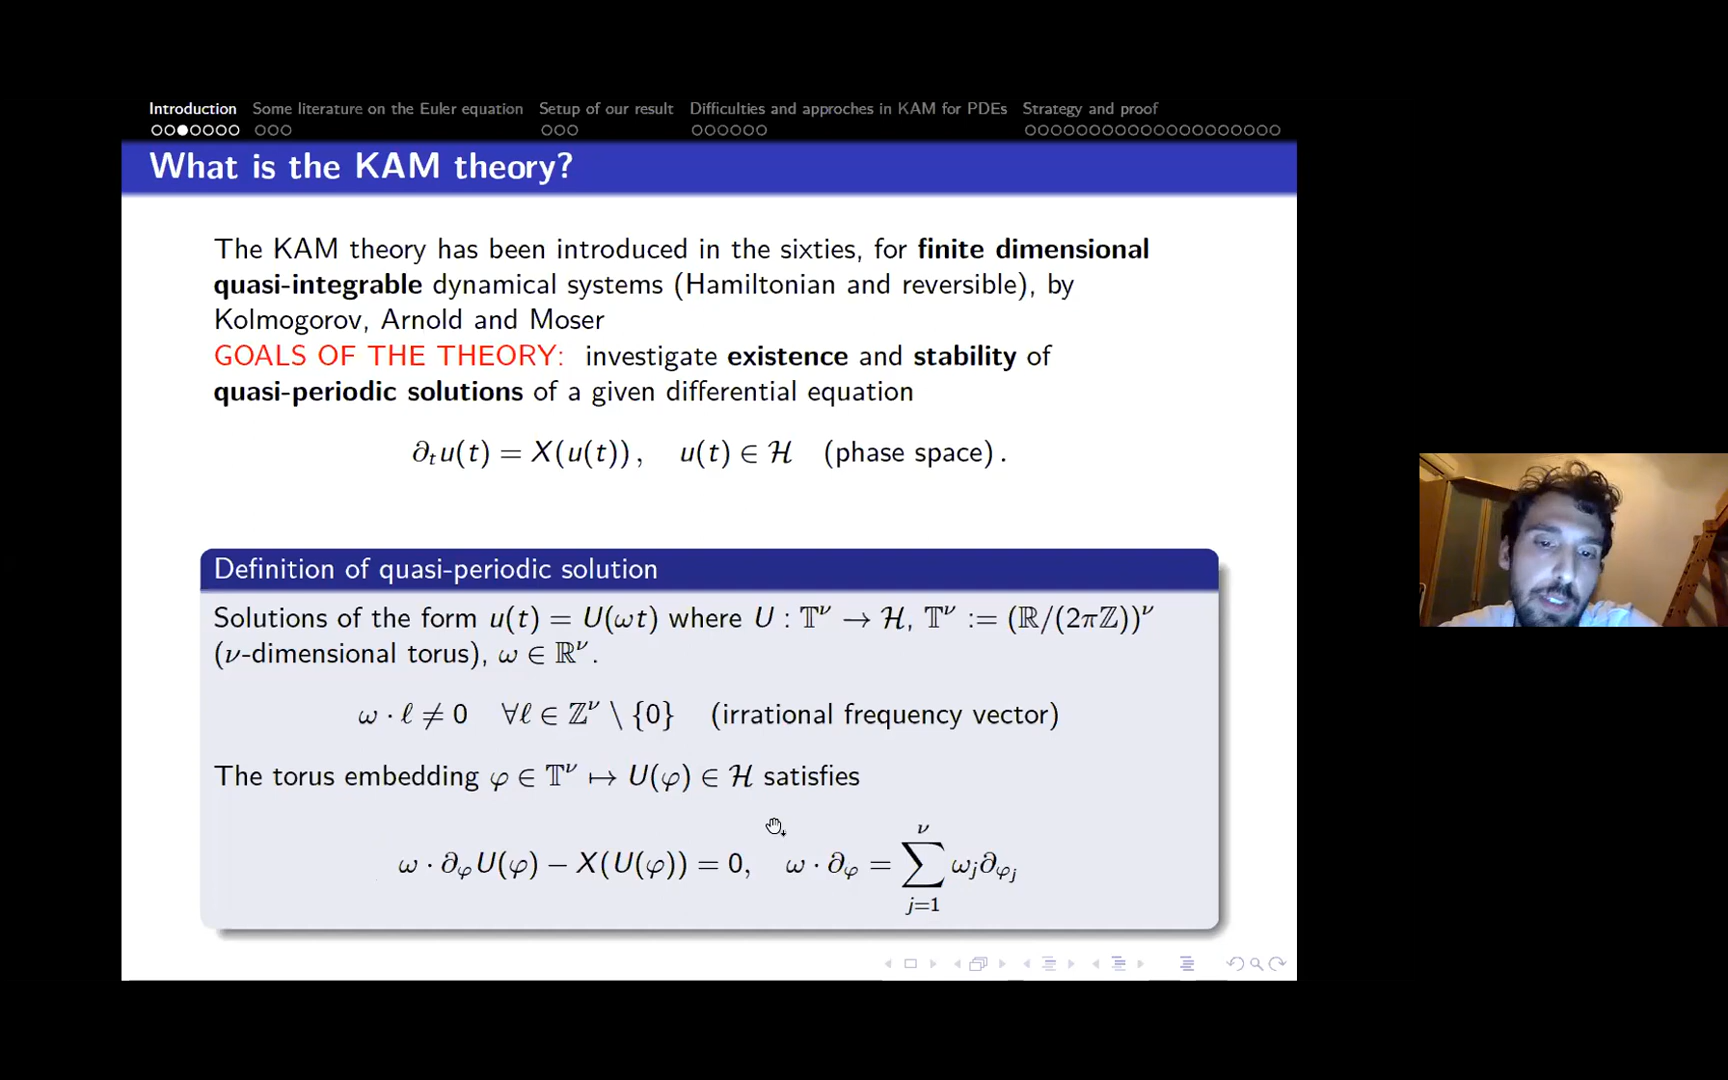 Introduction Some literature on the Euler equation Setup of our result Difficulties and approches in KAM for PDEs Strategy and proof
What is the KAM theory?
The KAM theory has been introduced in the sixties, for finite dimensional
quasi-integrable dynamical systems (Hamiltonian and reversible), by
Kolmogorov, Arnold and Moser
GOALS OF THE THEORY: investigate existence and stability of
quasi-periodic solutions of a given differential equation
∂ₜu(t) = X(u(t)), u(t) ∈ ℋ (phase space).
Definition of quasi-periodic solution
Solutions of the form u(t) = U(ωt) where U : 𝕋^ν → ℋ, 𝕋^ν := (ℝ/(2πℤ))^ν
(ν-dimensional torus), ω ∈ ℝ^ν.
ω · ℓ ≠ 0 ∀ℓ ∈ ℤ^ν \ {0} (irrational frequency vector)
The torus embedding φ ∈ 𝕋^ν ↦ U(φ) ∈ ℋ satisfies
ω · ∂_φ U(φ) − X(U(φ)) = 0, ω · ∂_φ = ∑_{j=1}^{ν} ω_j ∂_{φ_j}